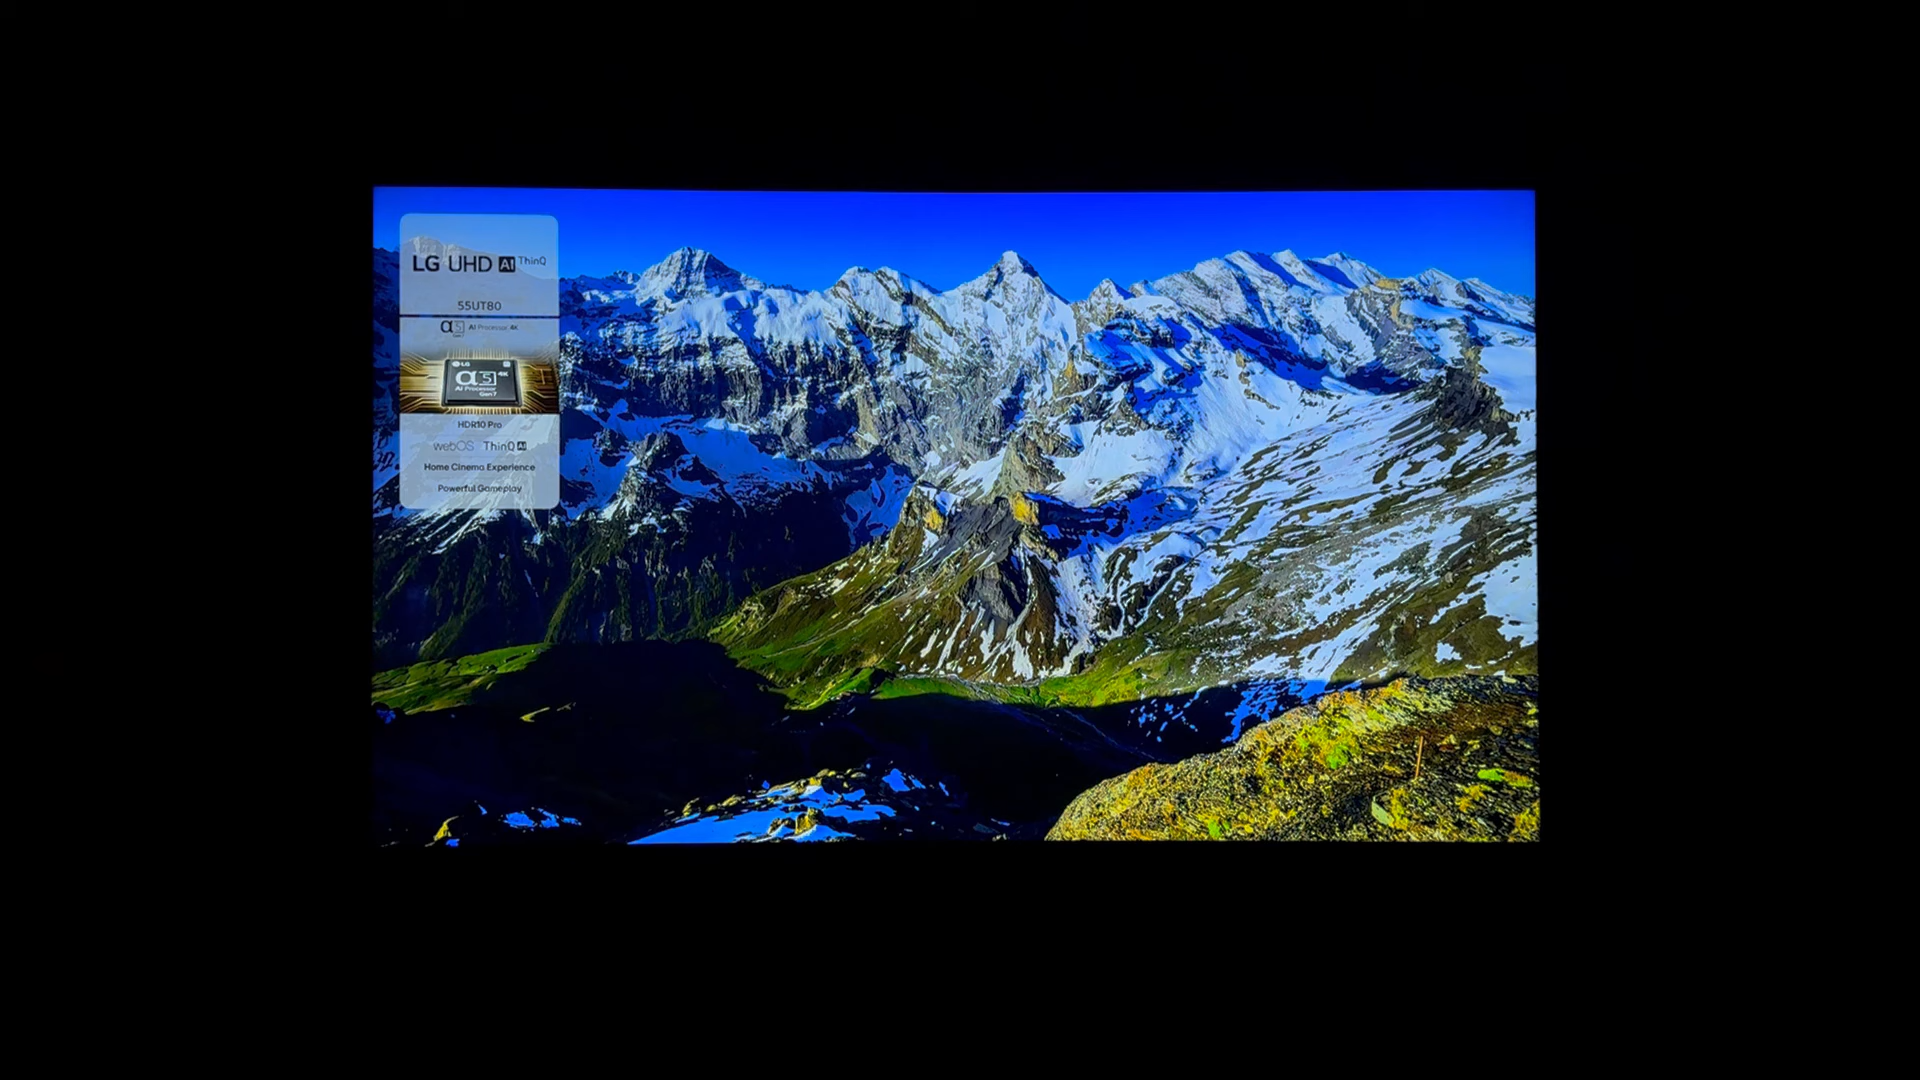 LG UHD AI ThinQ
55UT80
α5 AI Processor 4K
LG
α5 4K
AI Processor
Gen7
HDR10 Pro
webOS ThinQ AI
Home Cinema Experience
Powerful Gameplay